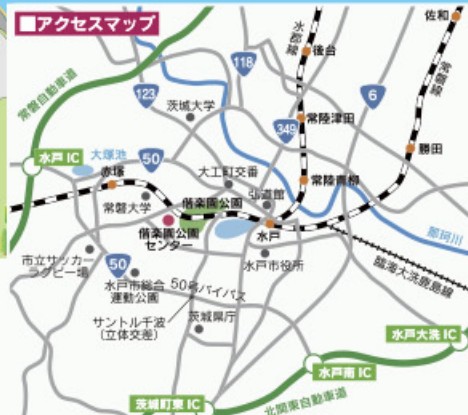 ■アクセスマップ
佐和
水郡線
後台
常磐線
118
6
123
常磐自動車道
茨城大学
349
常陸津田
水戸IC
大塚池
50
勝田
大工町交番
赤塚
常陸青柳
偕楽園公園
弘道館
常磐大学
偕楽園公園
センター
水戸
那珂川
市立サッカー
ラグビー場
50
水戸市役所
臨海大洗鹿島線
水戸市総合
運動公園
50号バイパス
サントル千波
(立体交差)
茨城県庁
水戸大洗IC
水戸南IC
茨城町東IC
北関東自動車道